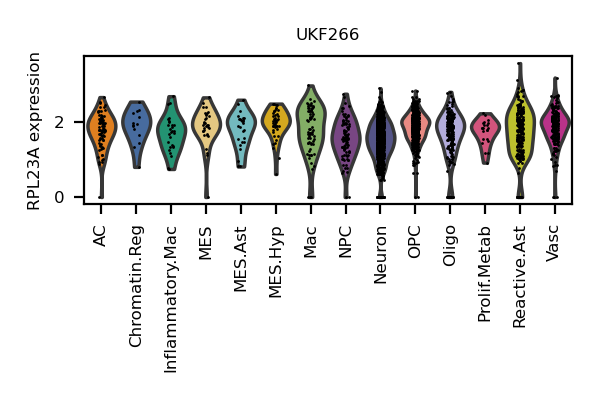 UKF266
RPL23A expression
2
0
AC
Chromatin.Reg
Inflammatory.Mac
MES
MES.Ast
MES.Hyp
Mac
NPC
Neuron
OPC
Oligo
Prolif.Metab
Reactive.Ast
Vasc